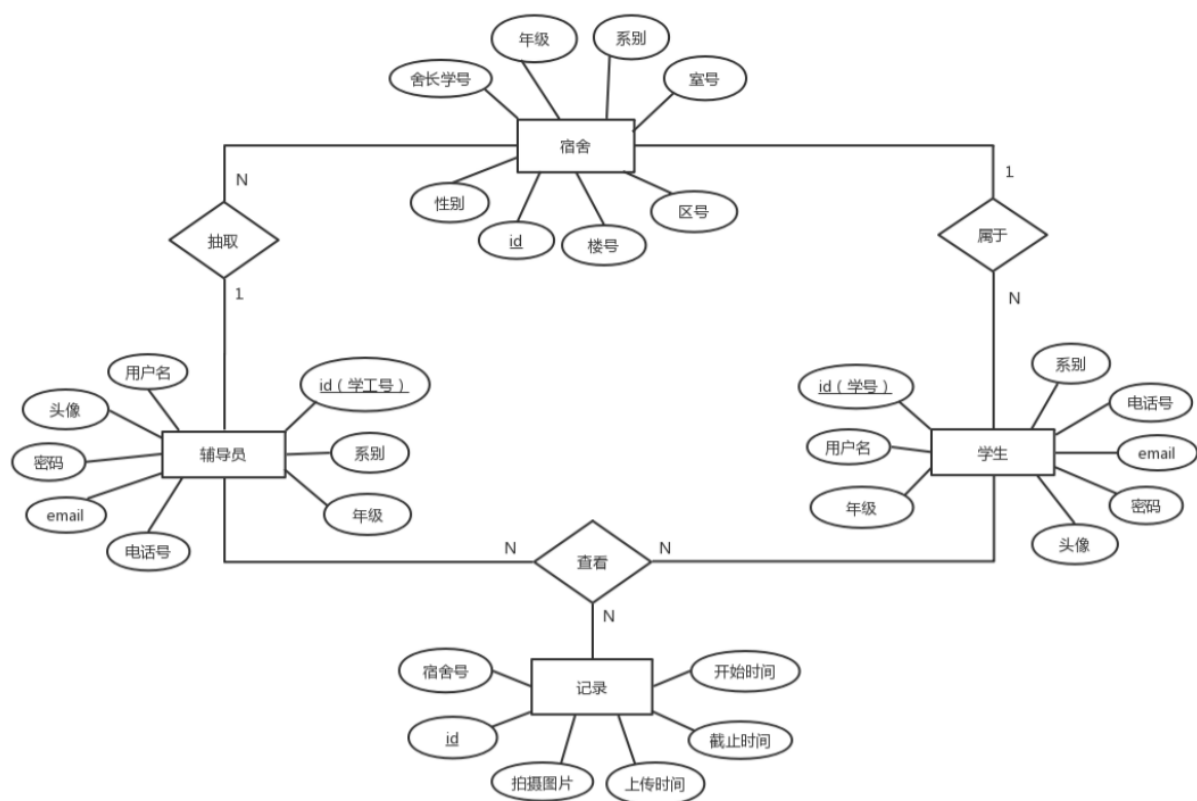 年级
系别
舍长学号
室号
宿舍
性别
id
楼号
区号
N
抽取
1
1
属于
N
用户名
id（学工号）
头像
辅导员
密码
系别
email
年级
电话号
系别
id（学号）
电话号
用户名
学生
email
年级
密码
头像
N
查看
N
N
宿舍号
记录
开始时间
id
截止时间
拍摄图片
上传时间